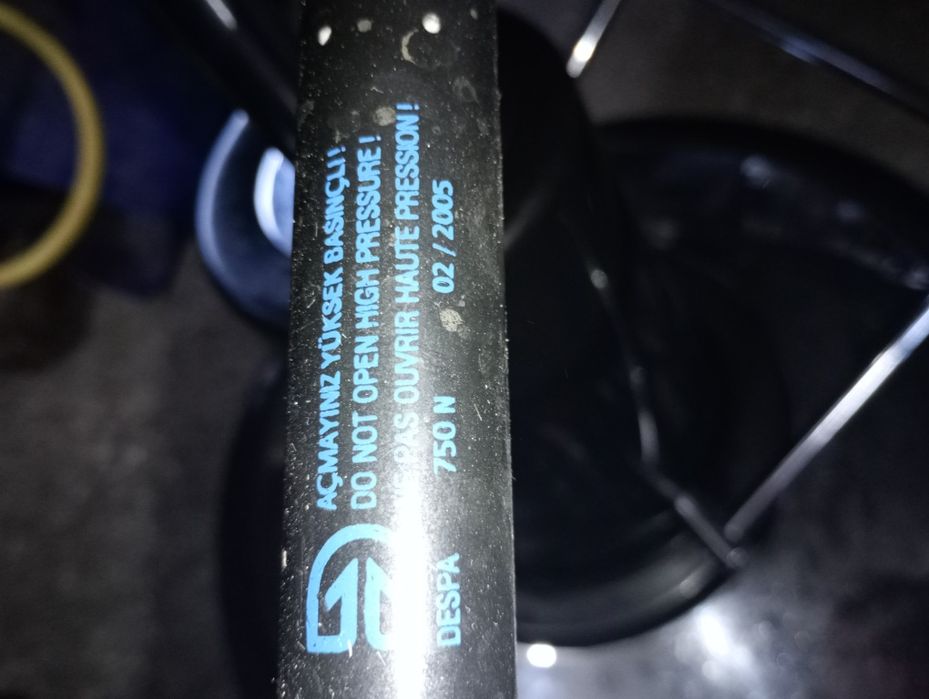 AÇMAYINIZ YÜKSEK BASINÇLI !
DO NOT OPEN HIGH PRESSURE !
PAS OUVRIR HAUTE PRESSION !
DESPA 750 N 02 / 2005